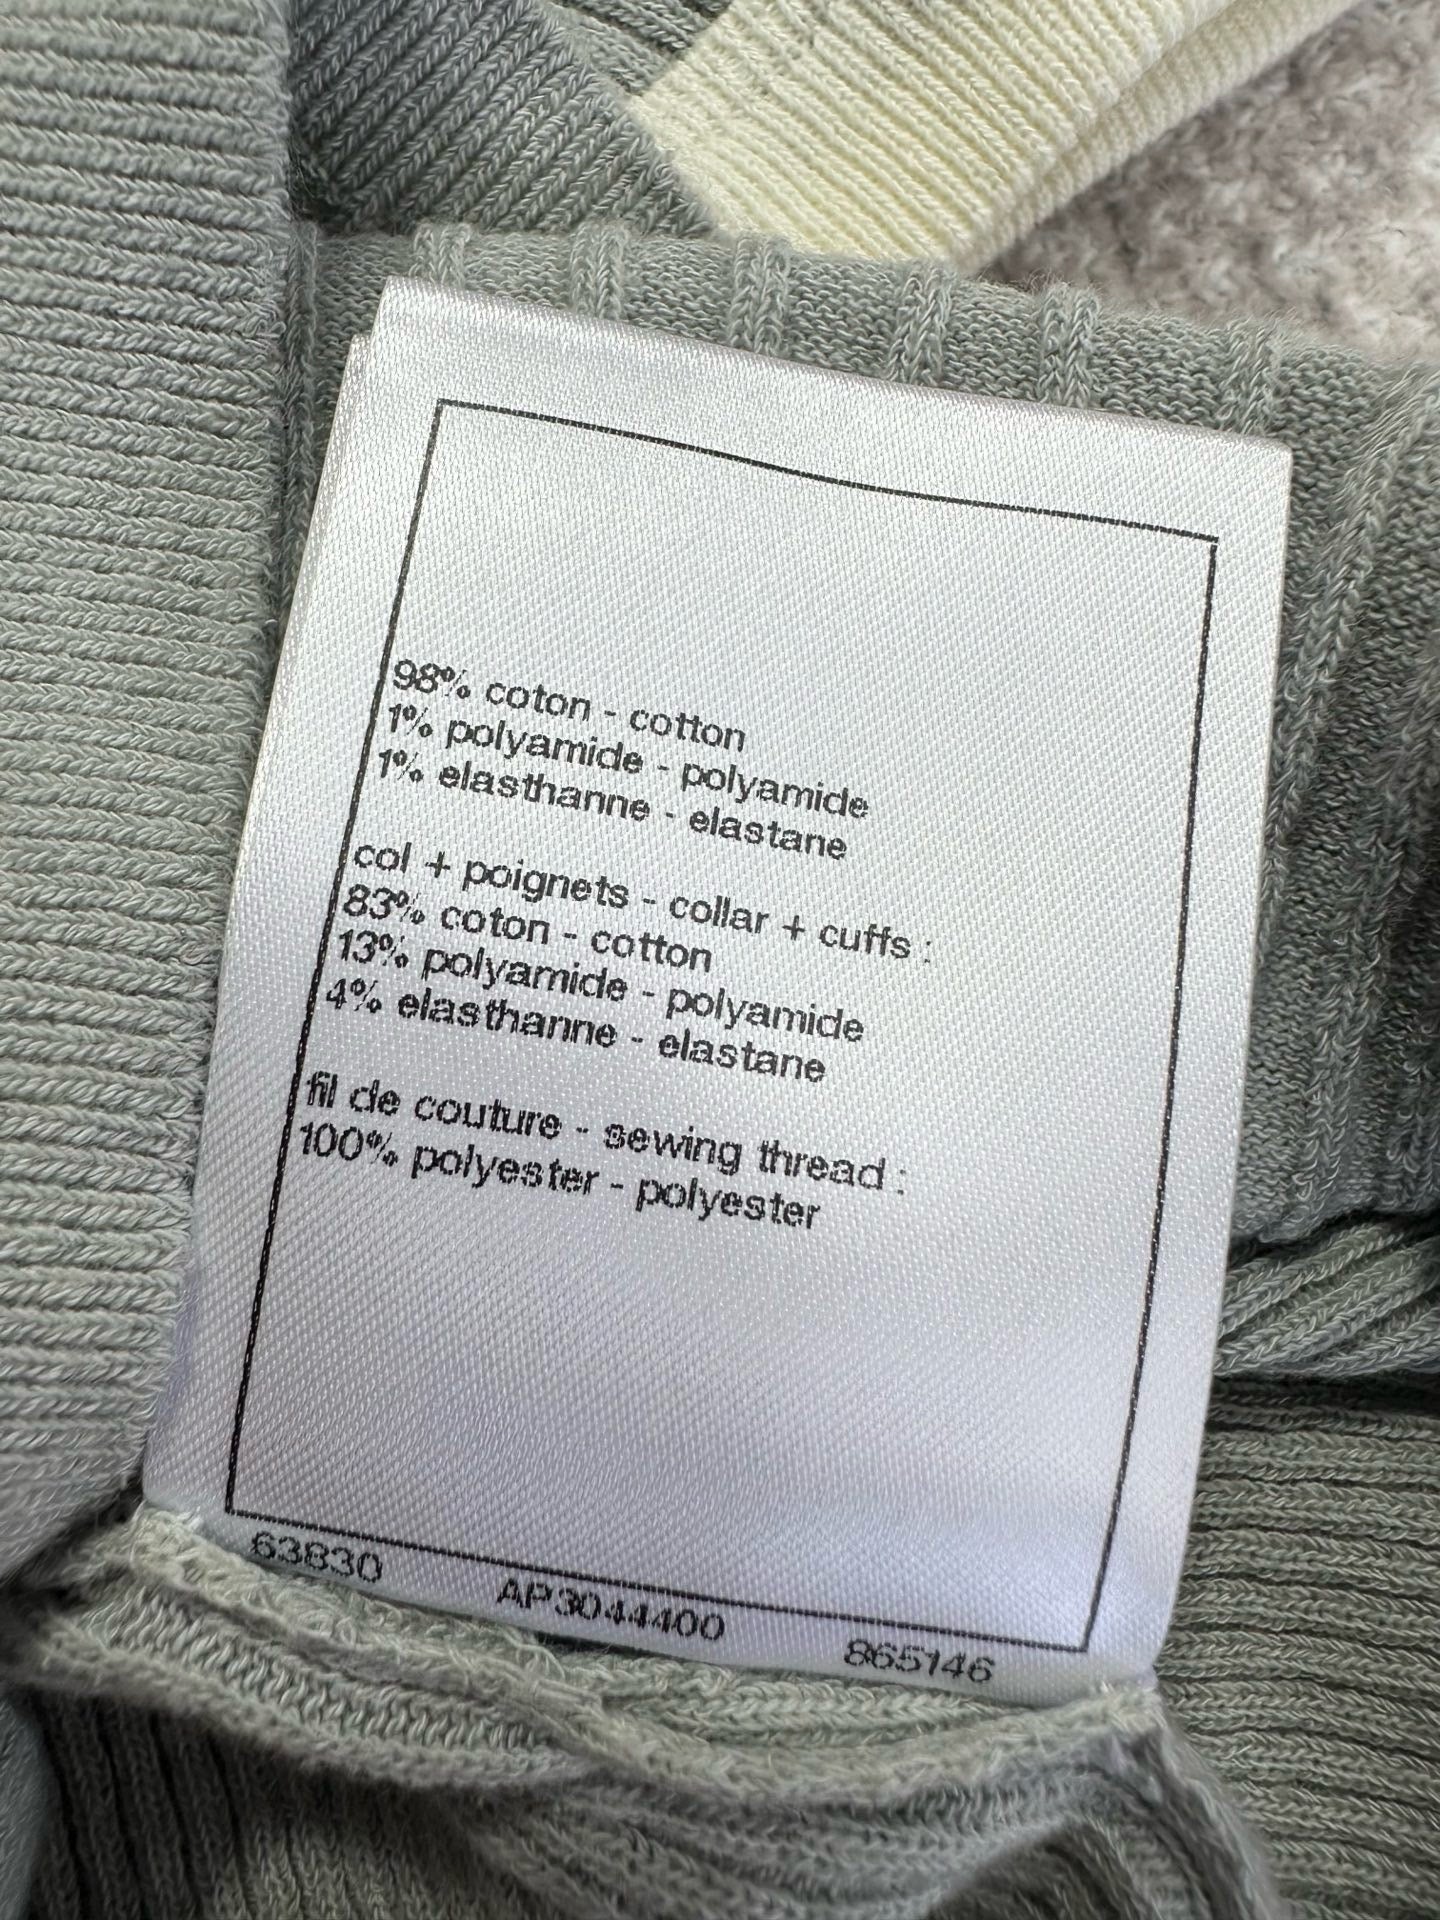 98% coton - cotton
1% polyamide - polyamide
1% elasthanne - elastane
col + poignets - collar + cuffs :
83% coton - cotton
13% polyamide - polyamide
4% elasthanne - elastane
fil de couture - sewing thread :
100% polyester - polyester
63830 AP3044400 865146